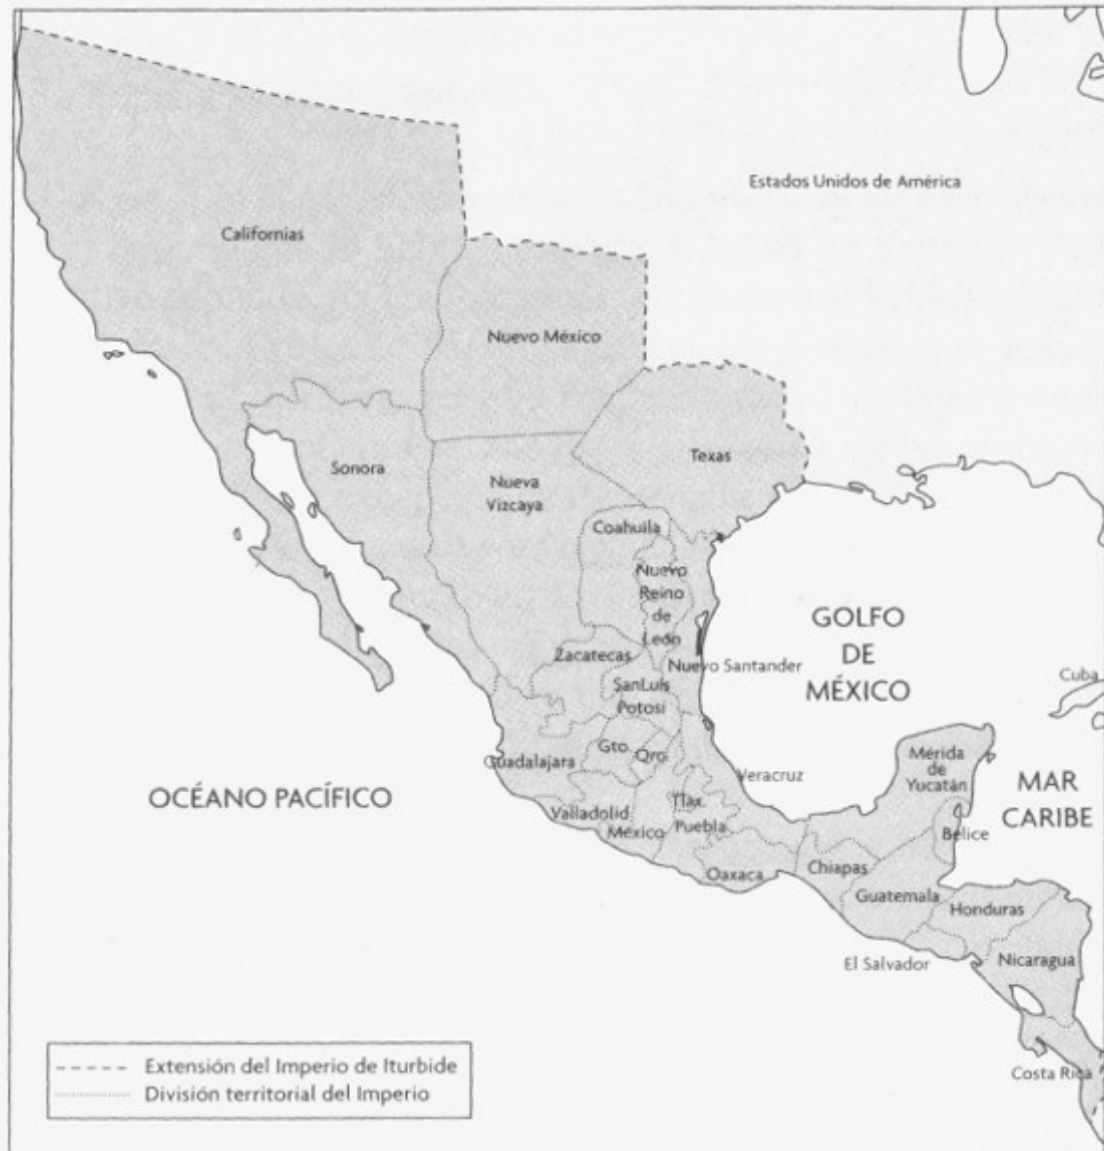 Estados Unidos de América
Californias
Nuevo México
Texas
Sonora
Nueva
Vizcaya
Coahuila
Nuevo
Reino
de
León
GOLFO
DE
MÉXICO
Zacatecas
Nuevo Santander
Cuba
SanLuis
Potosí
Gto.
Qro.
Guadalajara
Veracruz
Mérida
de
Yucatán
MAR
CARIBE
OCÉANO PACÍFICO
Tlax.
Valladolid
México
Puebla
Belice
Oaxaca
Chiapas
Guatemala
Honduras
El Salvador
Nicaragua
Costa Rica
Extensión del Imperio de Iturbide
División territorial del Imperio